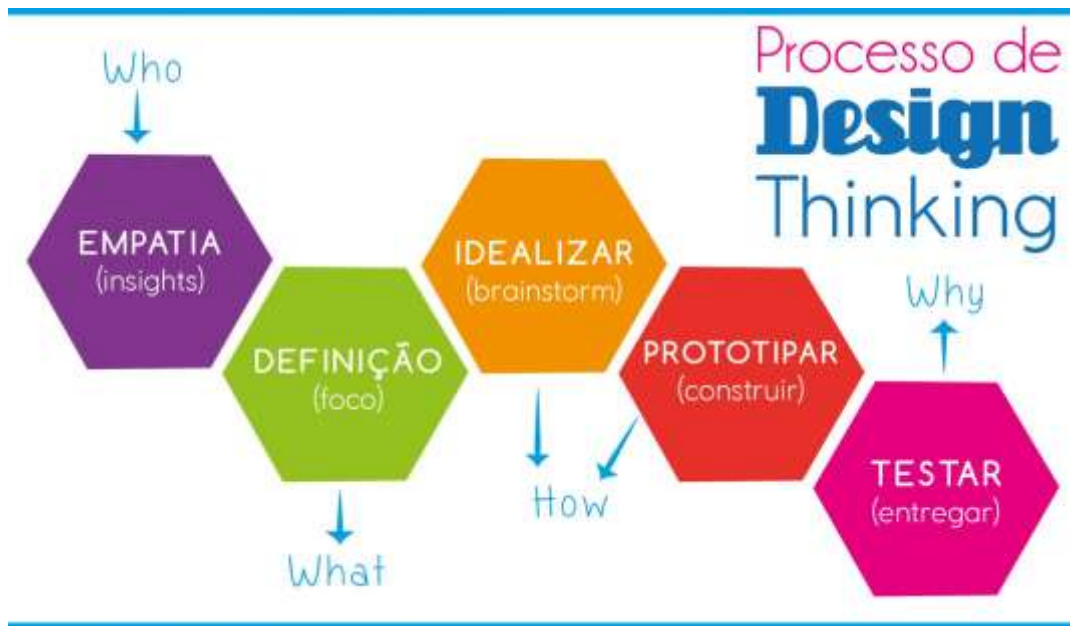 Processo de
Design
Thinking
Who
EMPATIA
(insights)
DEFINIÇÃO
(foco)
What
IDEALIZAR
(brainstorm)
How
PROTOTIPAR
(construir)
Why
TESTAR
(entregar)